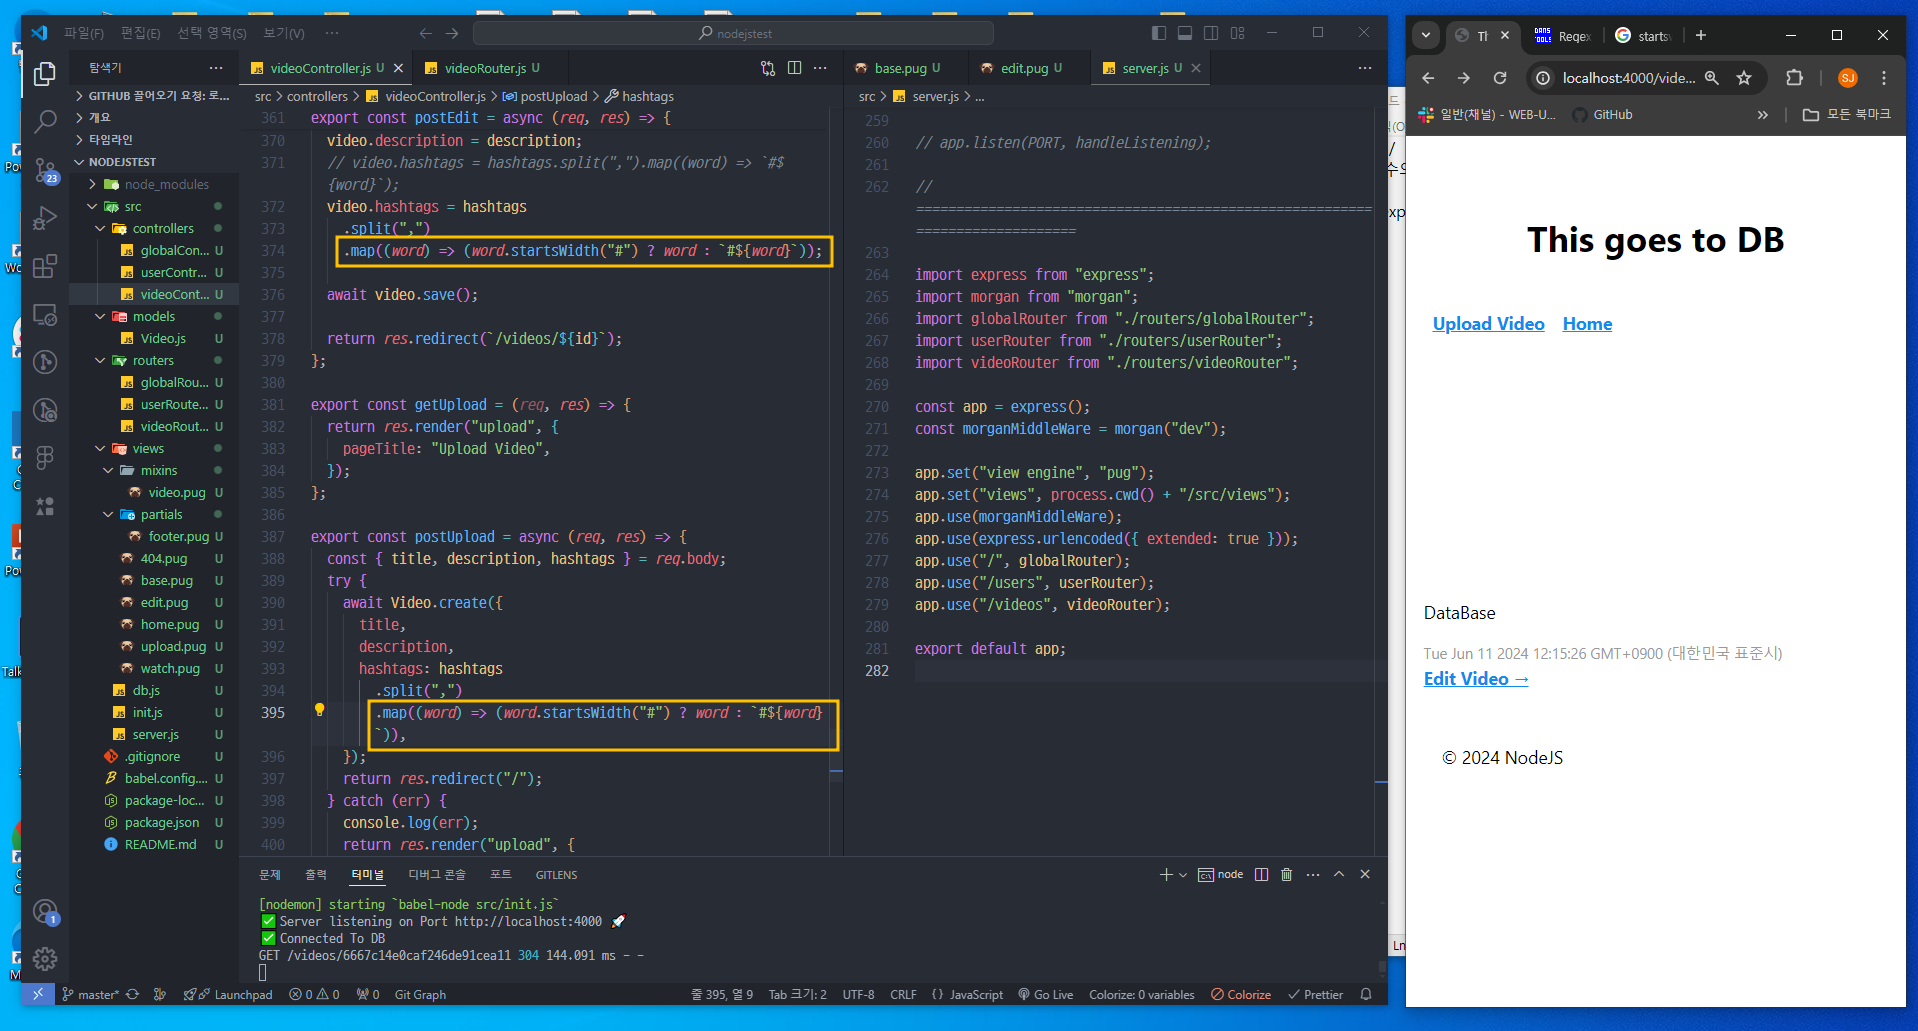 파일(F) 편집(E) 선택 영역(S) 보기(V) ···
nodejstest
탐색기 ···
GITHUB 끌어오기 요청: 로...
개요
타임라인
NODEJSTEST
node_modules
src
controllers
globalCon... U
userContr... U
videoCont... U
models
Video.js U
routers
globalRou... U
userRoute... U
videoRout... U
views
mixins
video.pug U
partials
footer.pug U
404.pug U
base.pug U
edit.pug U
home.pug U
upload.pug U
watch.pug U
db.js U
init.js U
server.js U
.gitignore U
babel.config.... U
package-loc... U
package.json U
README.md U
23
1
videoController.js U
videoRouter.js U
src > controllers > videoController.js > postUpload > hashtags
361 export const postEdit = async (req, res) => {
370 video.description = description;
371 // video.hashtags = hashtags.split(",").map((word) => `#$
{word}`);
372 video.hashtags = hashtags
373 .split(",")
374 .map((word) => (word.startsWidth("#") ? word : `#${word}`));
375
376 await video.save();
377
378 return res.redirect(`/videos/${id}`);
379 };
380
381 export const getUpload = (req, res) => {
382 return res.render("upload", {
383 pageTitle: "Upload Video",
384 });
385 };
386
387 export const postUpload = async (req, res) => {
388 const { title, description, hashtags } = req.body;
389 try {
390 await Video.create({
391 title,
392 description,
393 hashtags: hashtags
394 .split(",")
395 .map((word) => (word.startsWidth("#") ? word : `#${word}
`)),
396 });
397 return res.redirect("/");
398 } catch (err) {
399 console.log(err);
400 return res.render("upload", {
base.pug U
edit.pug U
server.js U
src > server.js > ...
259
260 // app.listen(PORT, handleListening);
261
262 //
=========================================================
====================
263
264 import express from "express";
265 import morgan from "morgan";
266 import globalRouter from "./routers/globalRouter";
267 import userRouter from "./routers/userRouter";
268 import videoRouter from "./routers/videoRouter";
269
270 const app = express();
271 const morganMiddleWare = morgan("dev");
272
273 app.set("view engine", "pug");
274 app.set("views", process.cwd() + "/src/views");
275 app.use(morganMiddleWare);
276 app.use(express.urlencoded({ extended: true }));
277 app.use("/", globalRouter);
278 app.use("/users", userRouter);
279 app.use("/videos", videoRouter);
280
281 export default app;
282
문제 출력 터미널 디버그 콘솔 포트 GITLENS
node
[nodemon] starting `babel-node src/init.js`
✅ Server listening on Port http://localhost:4000 🚀
✅ Connected To DB
GET /videos/6667c14e0caf246de91cea11 304 144.091 ms - -
master* Launchpad 0 0 0 Git Graph
줄 395, 열 9 Tab 크기: 2 UTF-8 CRLF {} JavaScript Go Live Colorize: 0 variables Colorize Prettier
Th
Regex
starts
localhost:4000/vide...
SJ
일반(채널) - WEB-U... GitHub » 모든 북마크
This goes to DB
Upload Video Home
DataBase
Tue Jun 11 2024 12:15:26 GMT+0900 (대한민국 표준시)
Edit Video →
© 2024 NodeJS